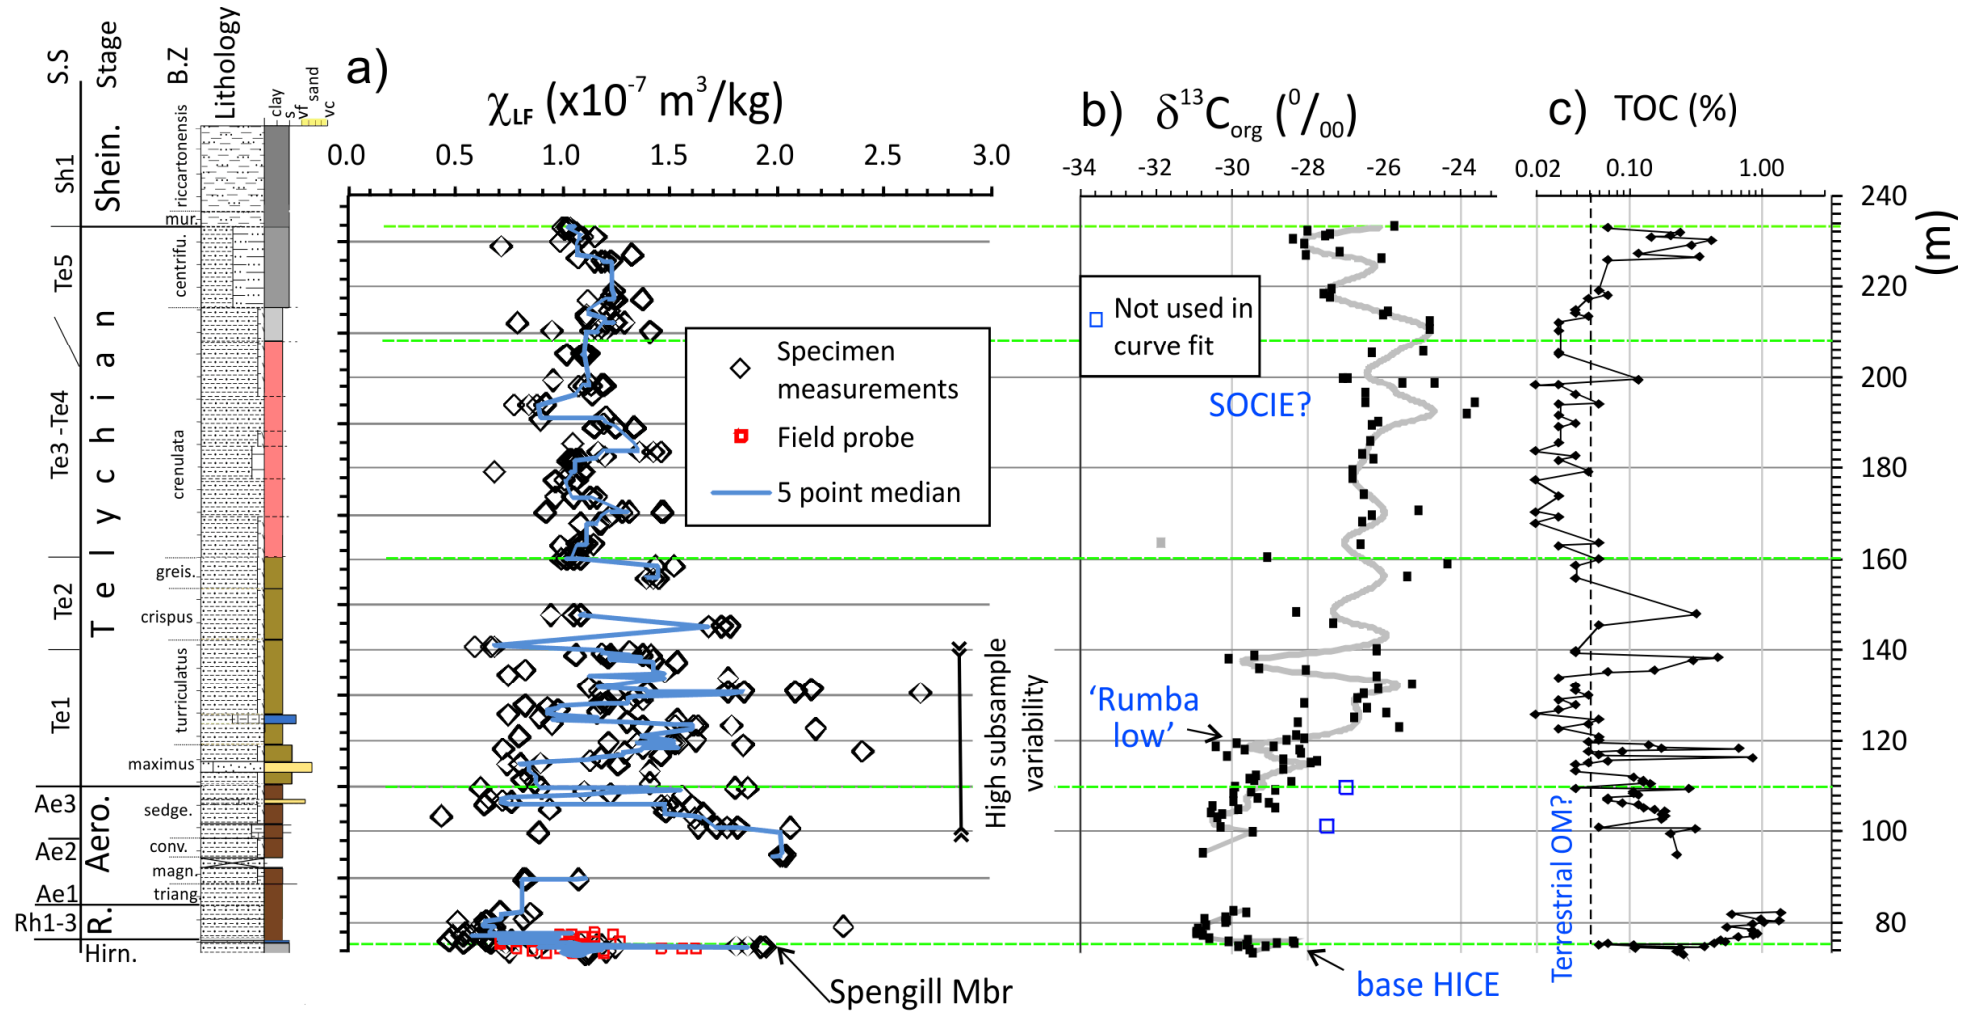 S.S
Stage
B.Z
Lithology
clay
s
vf
sand
vc
a)
χLF (x10-7 m3/kg)
b)
δ13Corg (0/00)
c)
TOC (%)
0.0 0.5 1.0 1.5 2.0 2.5 3.0
-34 -32 -30 -28 -26 -24
0.02 0.10 1.00
240
220
200
180
160
140
120
100
80
(m)
Sh1
Te5
Te3 -Te4
Te2
Te1
Ae3
Ae2
Ae1
Rh1-3
Shein.
Telychian
Aero.
R.
Hirn.
riccartonensis
mur.
centrifu.
crenulata
greis.
crispus
turriculatus
maximus
sedge.
conv.
magn.
triang
Specimen
measurements
Field probe
5 point median
High subsample
variability
Spengill Mbr
Not used in
curve fit
SOCIE?
‘Rumba
low’
base HICE
Terrestrial OM?